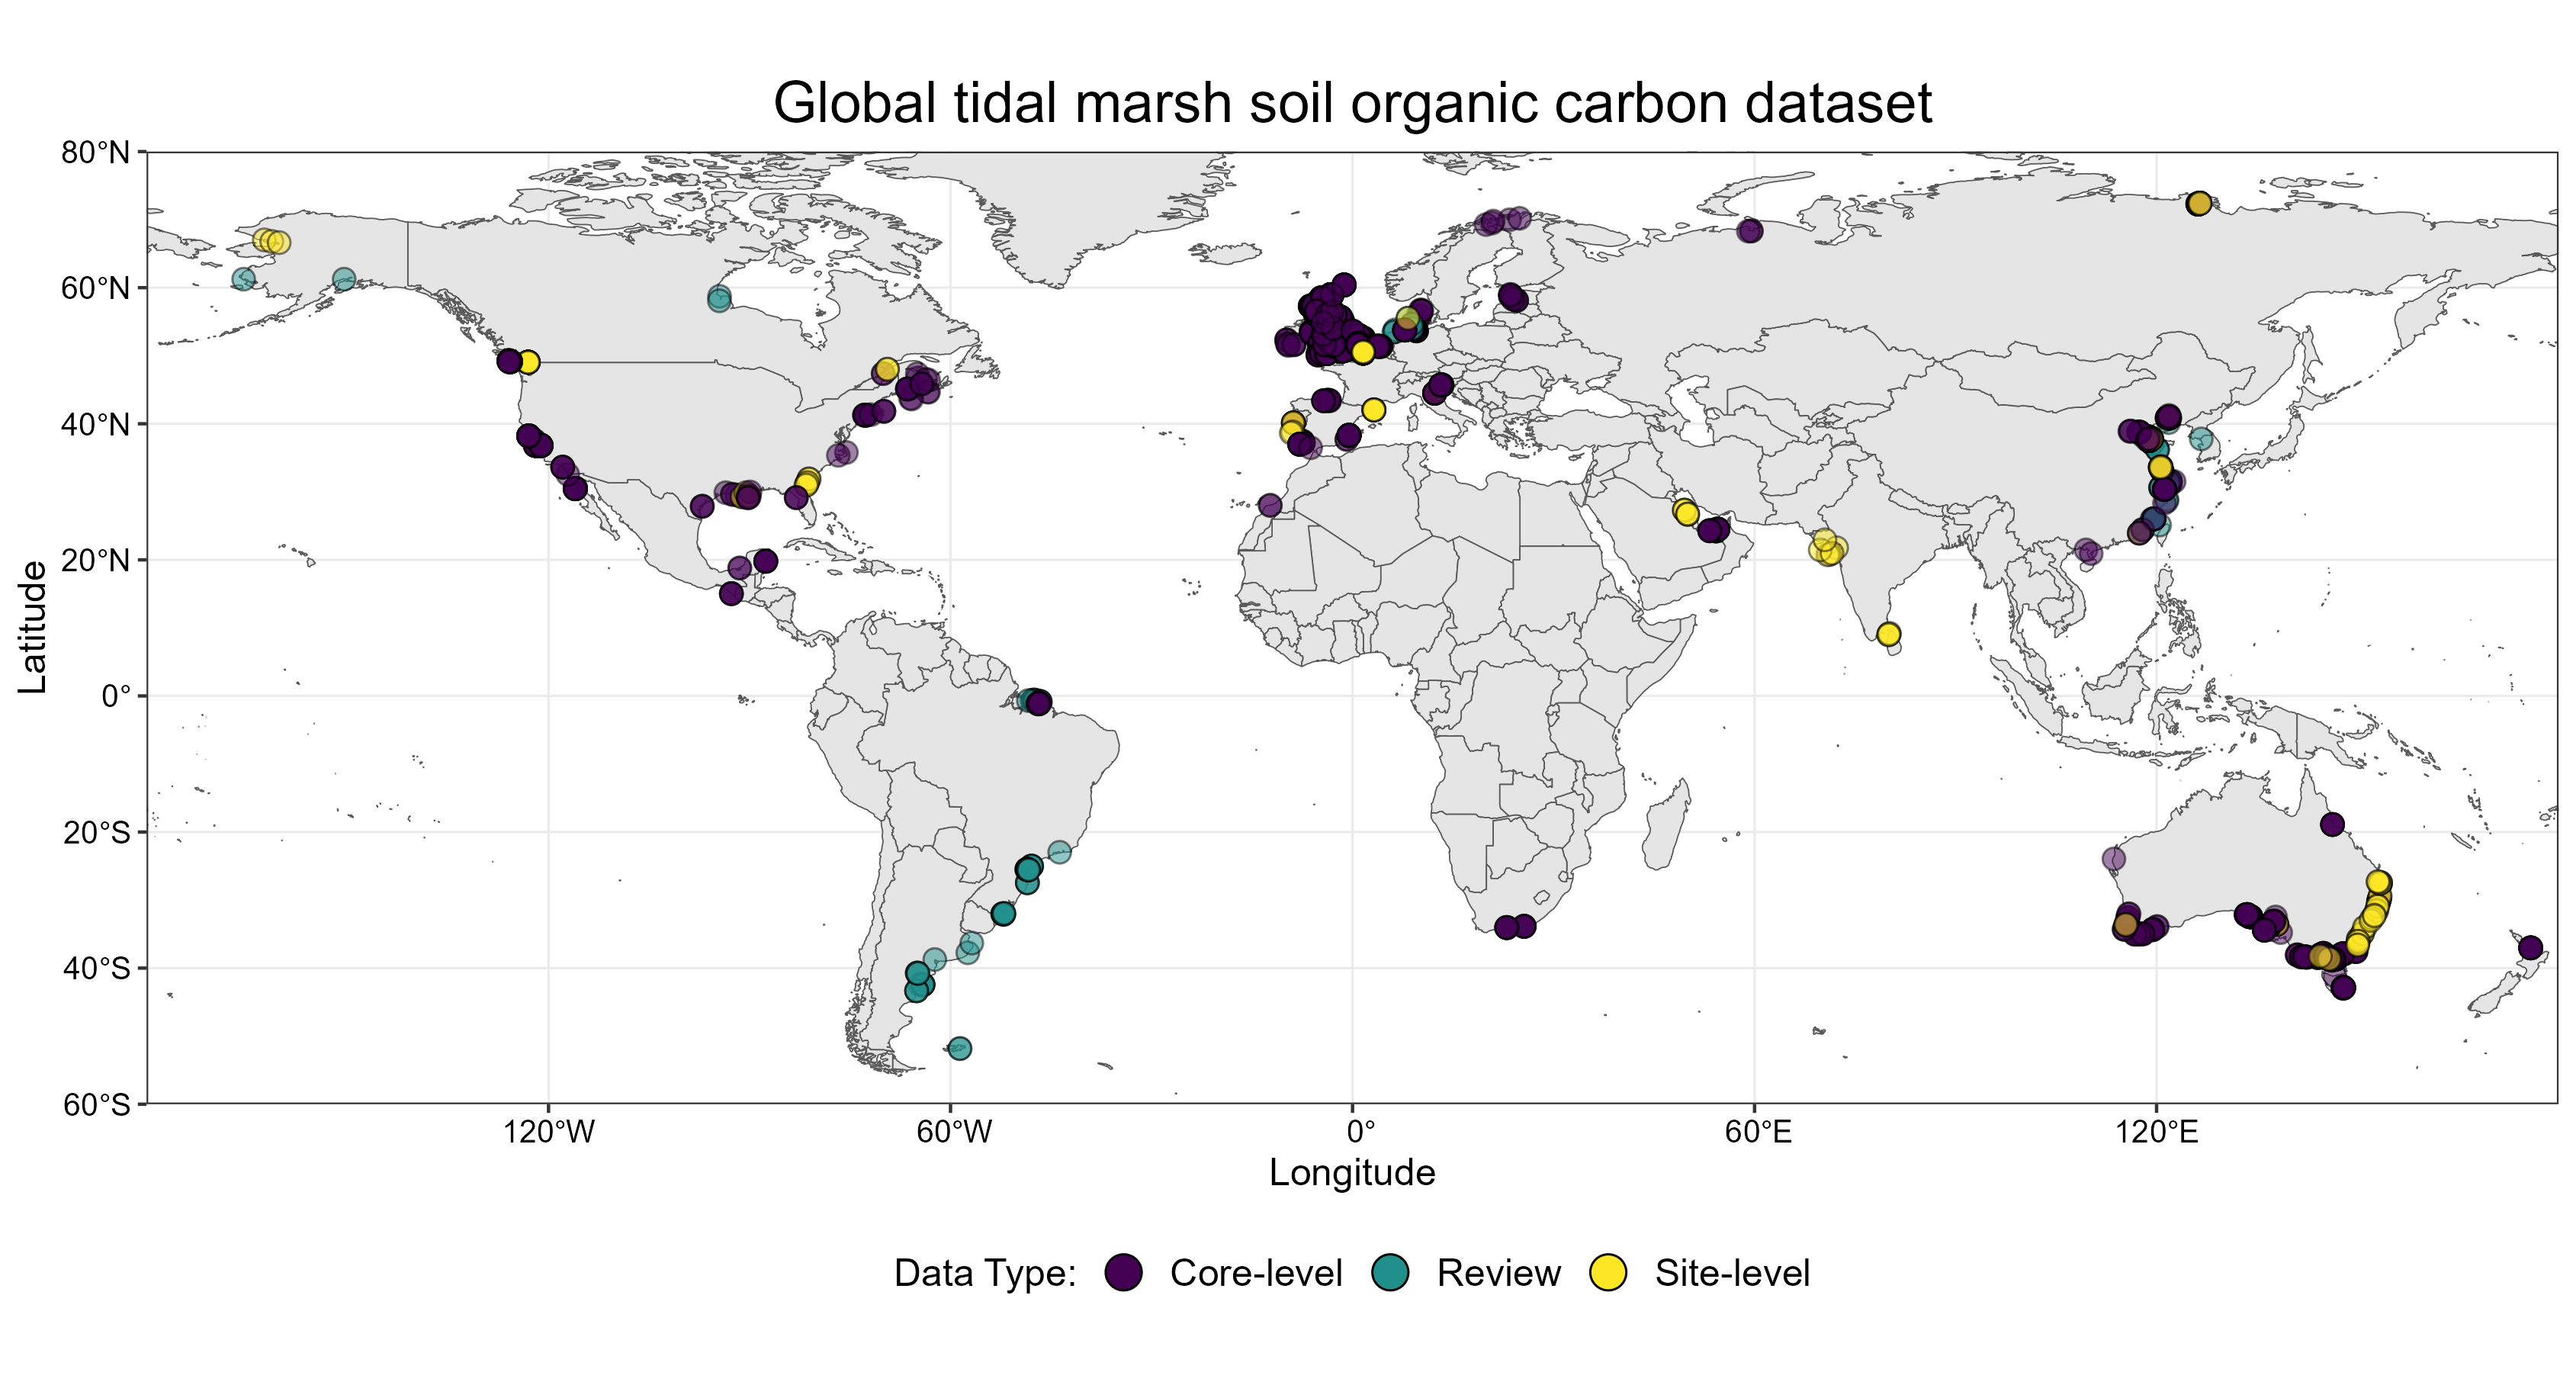 Global tidal marsh soil organic carbon dataset
80°N
60°N
40°N
20°N
0°
20°S
40°S
60°S
Latitude
120°W 60°W 0° 60°E 120°E
Longitude
Data Type: Core-level Review Site-level